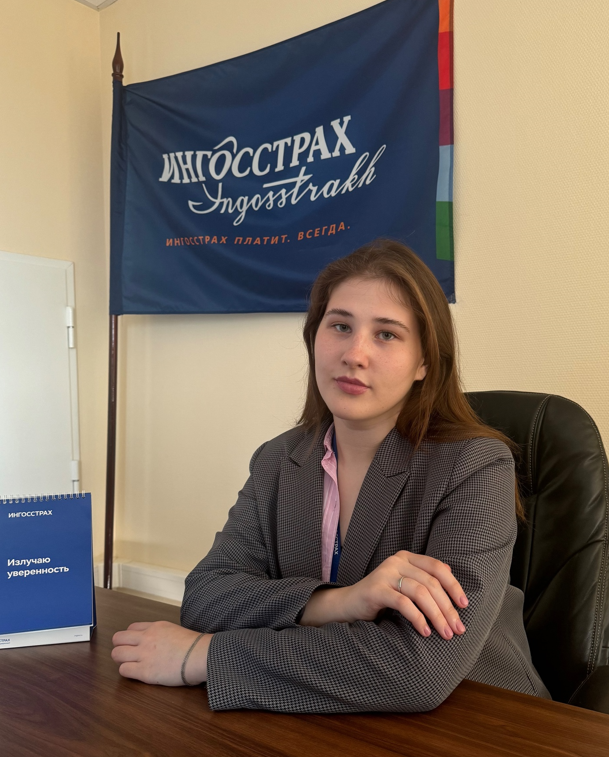 ИНГОССТРАХ
Ingosstrakh
ИНГОССТРАХ ПЛАТИТ. ВСЕГДА.
ИНГОССТРАХ
Излучаю
уверенность